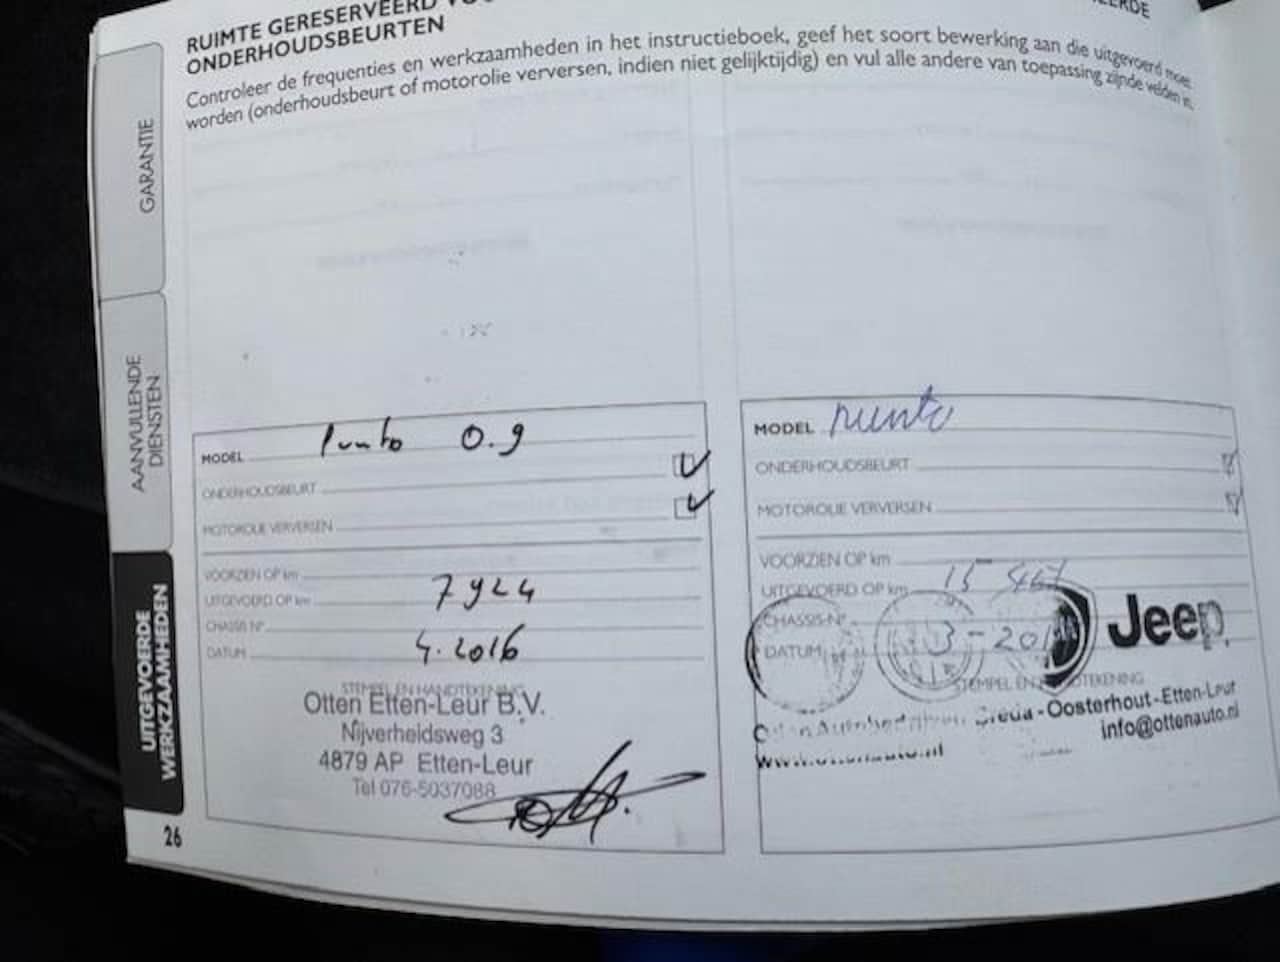 RUIMTE GERESERVEERD
ONDERHOUDSBEURTEN
Controleer de frequenties en werkzaamheden in het instructieboek, geef het soort bewerking aan die uitgevoerd moet
worden (onderhoudsbeurt of motorolie verversen, indien niet gelijktijdig) en vul alle andere van toepassing zijnde velden in.
GARANTIE
AANVULLENDE
DIENSTEN
UITGEVOERDE
WERKZAAMHEDEN
26
MODEL Punto 0.9
ONDERHOUDSBEURT
MOTOROLIE VERVERSEN
VOORZIEN OP km
UITGEVOERD OP km 7924
CHASSIS N°
DATUM 4.2016
STEMPEL EN HANDTEKENING
Otten Etten-Leur B.V.
Nijverheidsweg 3
4879 AP Etten-Leur
Tel 076-5037088
MODEL punto
ONDERHOUDSBEURT
MOTOROLIE VERVERSEN
VOORZIEN OP km
UITGEVOERD OP km 15
CHASSIS N°
DATUM
Jeep
STEMPEL EN
Breda-Oosterhout-Etten-Leur
www.ottenauto.nl
info@ottenauto.nl